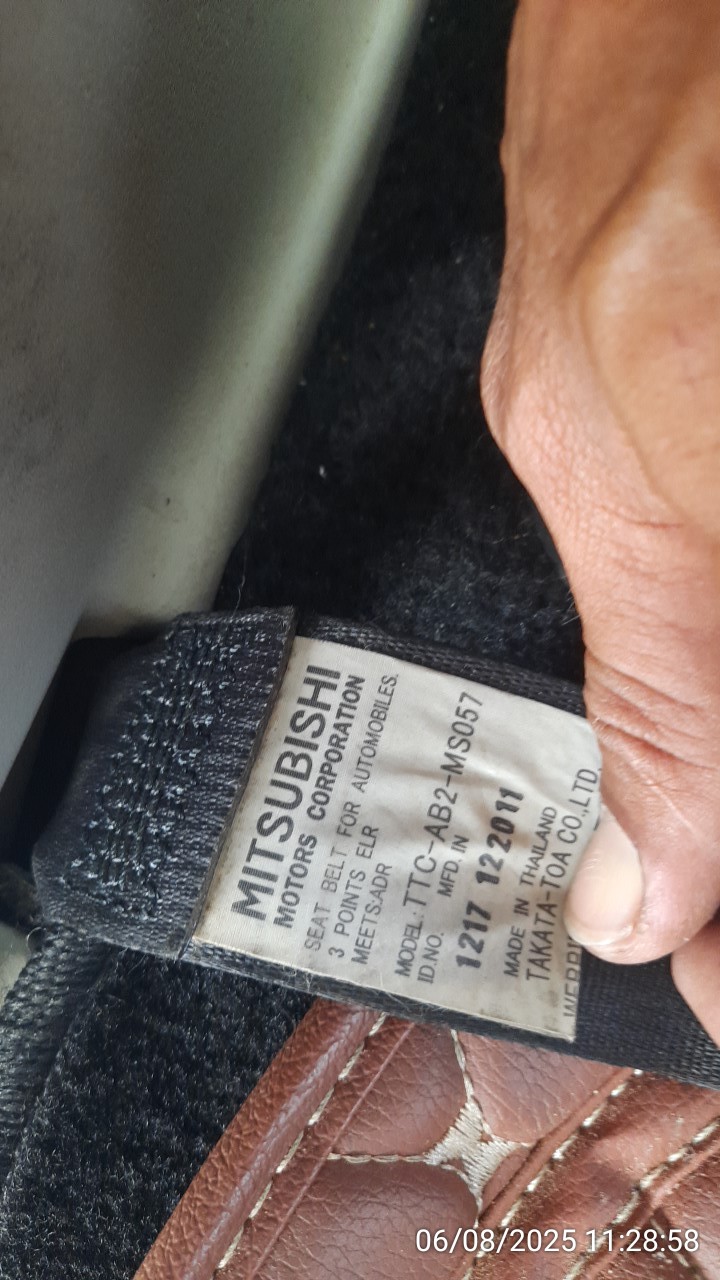 MITSUBISHI
MOTORS CORPORATION
SEAT BELT FOR AUTOMOBILES.
3 POINTS ELR
MEETS:ADR
MODEL: TTC-AB2-MS057
ID.NO. MFD.IN
1217 122011
MADE IN THAILAND
TAKATA-TOA CO.,LTD.
06/08/2025 11:28:58